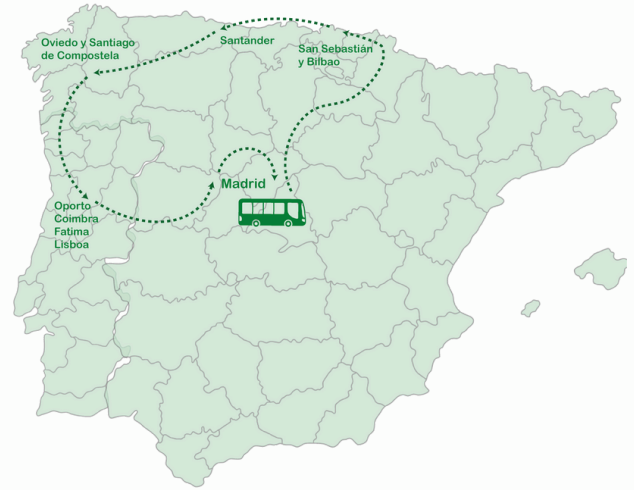 Oviedo y Santiago
de Compostela
Santander
San Sebastián
y Bilbao
Madrid
Oporto
Coimbra
Fatima
Lisboa